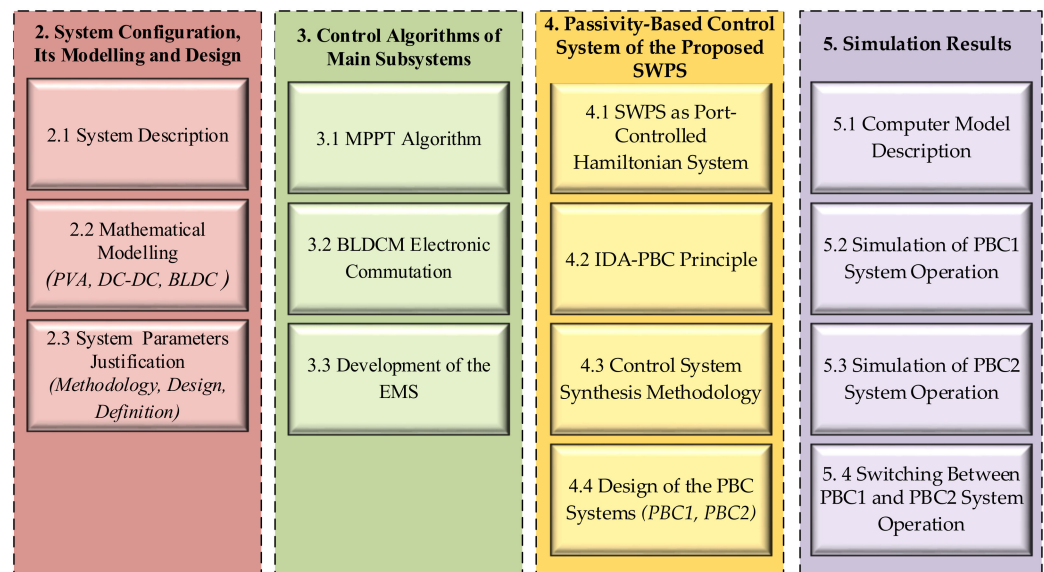 2. System Configuration,
Its Modelling and Design
2.1 System Description
2.2 Mathematical
Modelling
(PVA, DC-DC, BLDC )
2.3 System Parameters
Justification
(Methodology, Design,
Definition)
3. Control Algorithms of
Main Subsystems
3.1 MPPT Algorithm
3.2 BLDCM Electronic
Commutation
3.3 Development of the
EMS
4. Passivity-Based Control
System of the Proposed
SWPS
4.1 SWPS as Port-
Controlled
Hamiltonian System
4.2 IDA-PBC Principle
4.3 Control System
Synthesis Methodology
4.4 Design of the PBC
Systems (PBC1, PBC2)
5. Simulation Results
5.1 Computer Model
Description
5.2 Simulation of PBC1
System Operation
5.3 Simulation of PBC2
System Operation
5. 4 Switching Between
PBC1 and PBC2 System
Operation